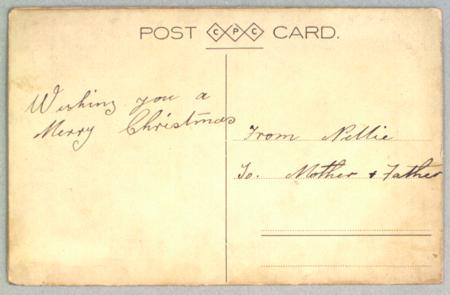 POST CPC CARD.
Wishing you a
Merry Christmas
From Nellie
To. Mother & Father